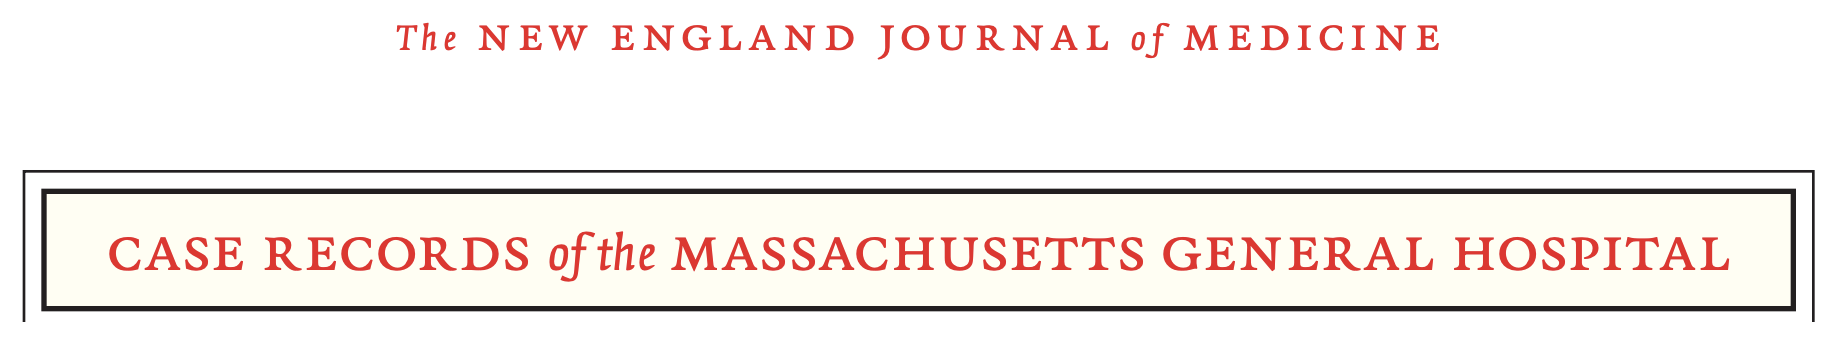 The NEW ENGLAND JOURNAL of MEDICINE
CASE RECORDS of the MASSACHUSETTS GENERAL HOSPITAL